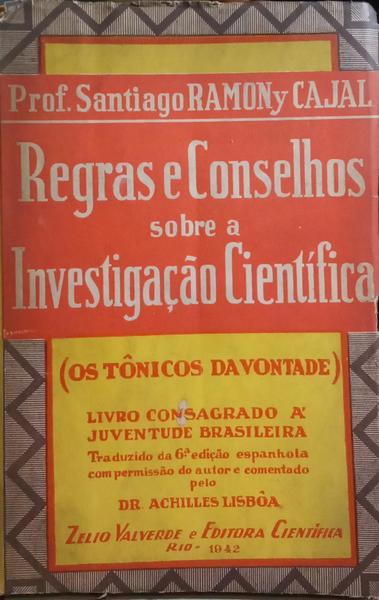 Prof. Santiago RAMON y CAJAL
Regras e Conselhos
sobre a
Investigação Científica
(OS TÔNICOS DA VONTADE)
LIVRO CONSAGRADO A'
JUVENTUDE BRASILEIRA
Traduzido da 6ª edição espanhola
com permissão do autor e comentado
pelo
DR. ACHILLES LISBÔA
ZELIO VALVERDE e EDITORA CIENTÍFICA
RIO - 1942